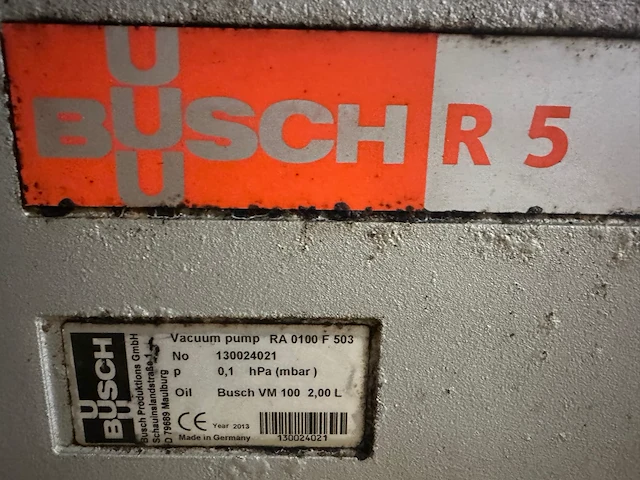 BUSCH R 5
Vacuum pump RA 0100 F 503
No 130024021
p 0,1 hPa (mbar)
Oil Busch VM 100 2,00 L
CE Year 2013
Made in Germany 130024021
BUSCH
Busch Produktions GmbH
Schauinslandstraße 1
D 79689 Maulburg